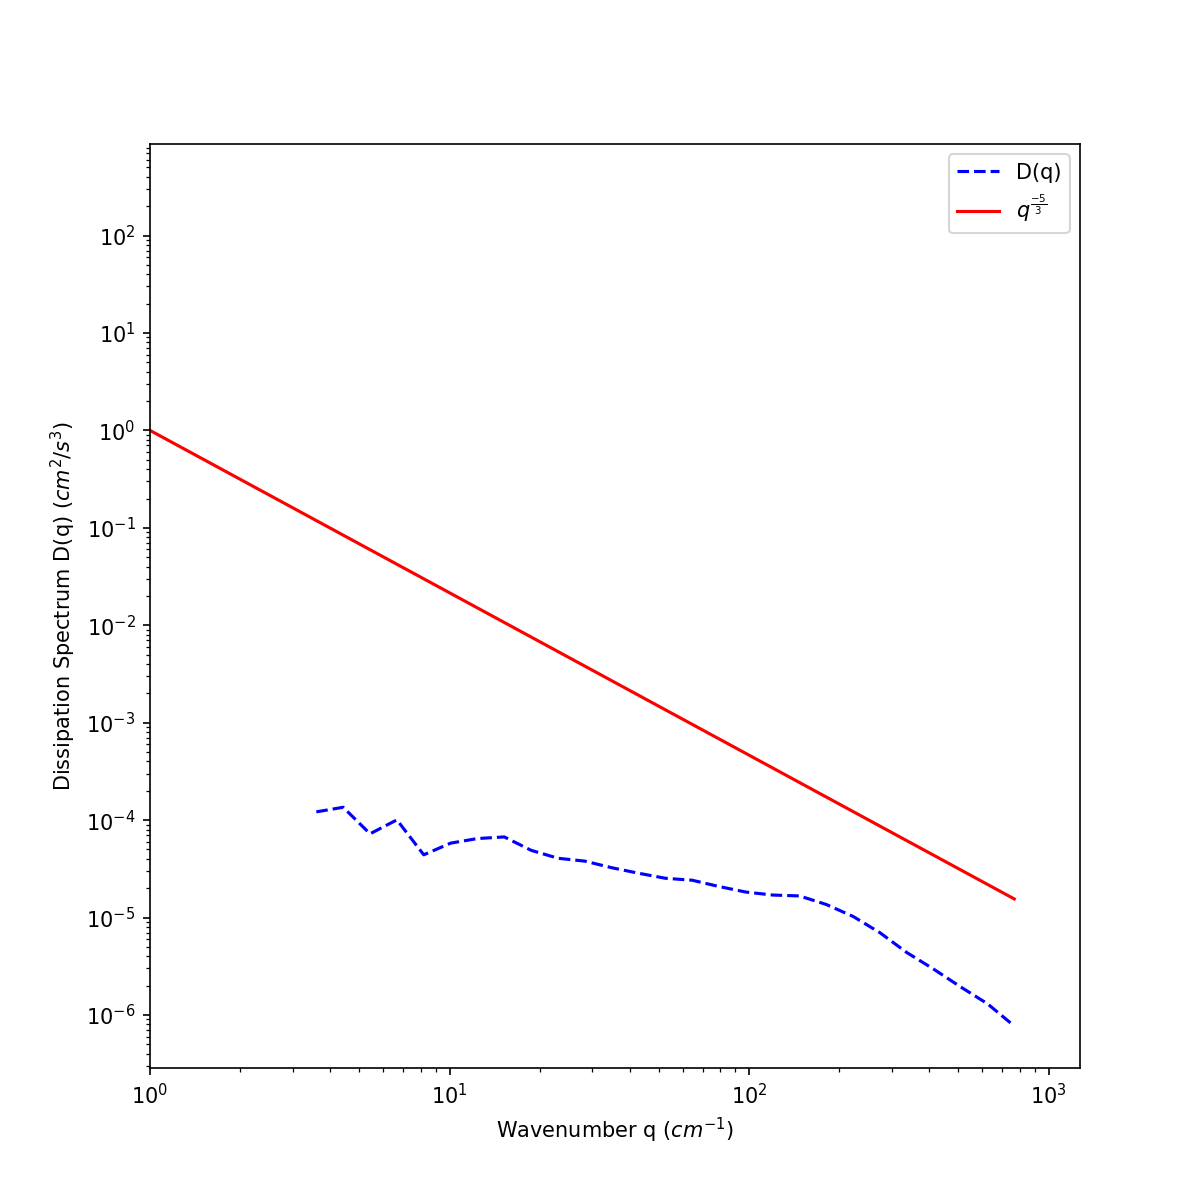 D(q)
q^{\frac{-5}{3}}
10^2
10^1
10^0
10^{-1}
10^{-2}
10^{-3}
10^{-4}
10^{-5}
10^{-6}
Dissipation Spectrum D(q) (cm^2/s^3)
10^0 10^1 10^2 10^3
Wavenumber q (cm^{-1})